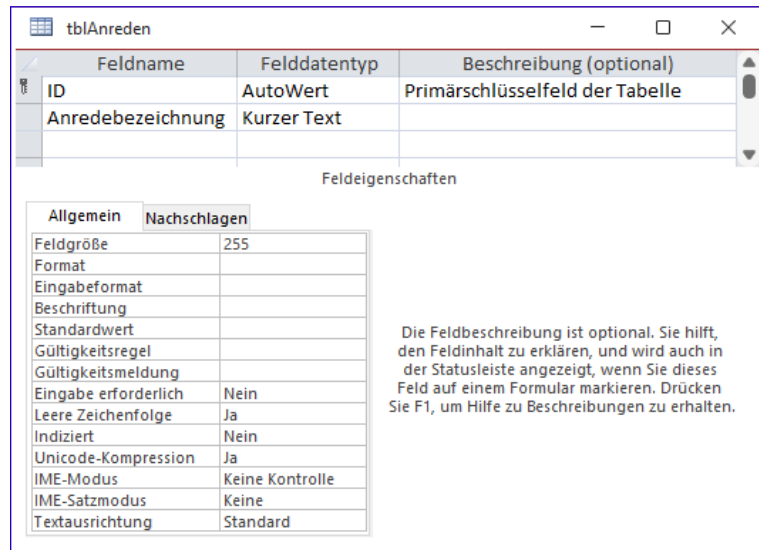 tblAnreden
Feldname Felddatentyp Beschreibung (optional)
ID AutoWert Primärschlüsselfeld der Tabelle
Anredebezeichnung Kurzer Text
Feldeigenschaften
Allgemein Nachschlagen
Feldgröße 255
Format
Eingabeformat
Beschriftung
Standardwert
Gültigkeitsregel
Gültigkeitsmeldung
Eingabe erforderlich Nein
Leere Zeichenfolge Ja
Indiziert Nein
Unicode-Kompression Ja
IME-Modus Keine Kontrolle
IME-Satzmodus Keine
Textausrichtung Standard
Die Feldbeschreibung ist optional. Sie hilft,
den Feldinhalt zu erklären, und wird auch in
der Statusleiste angezeigt, wenn Sie dieses
Feld auf einem Formular markieren. Drücken
Sie F1, um Hilfe zu Beschreibungen zu erhalten.